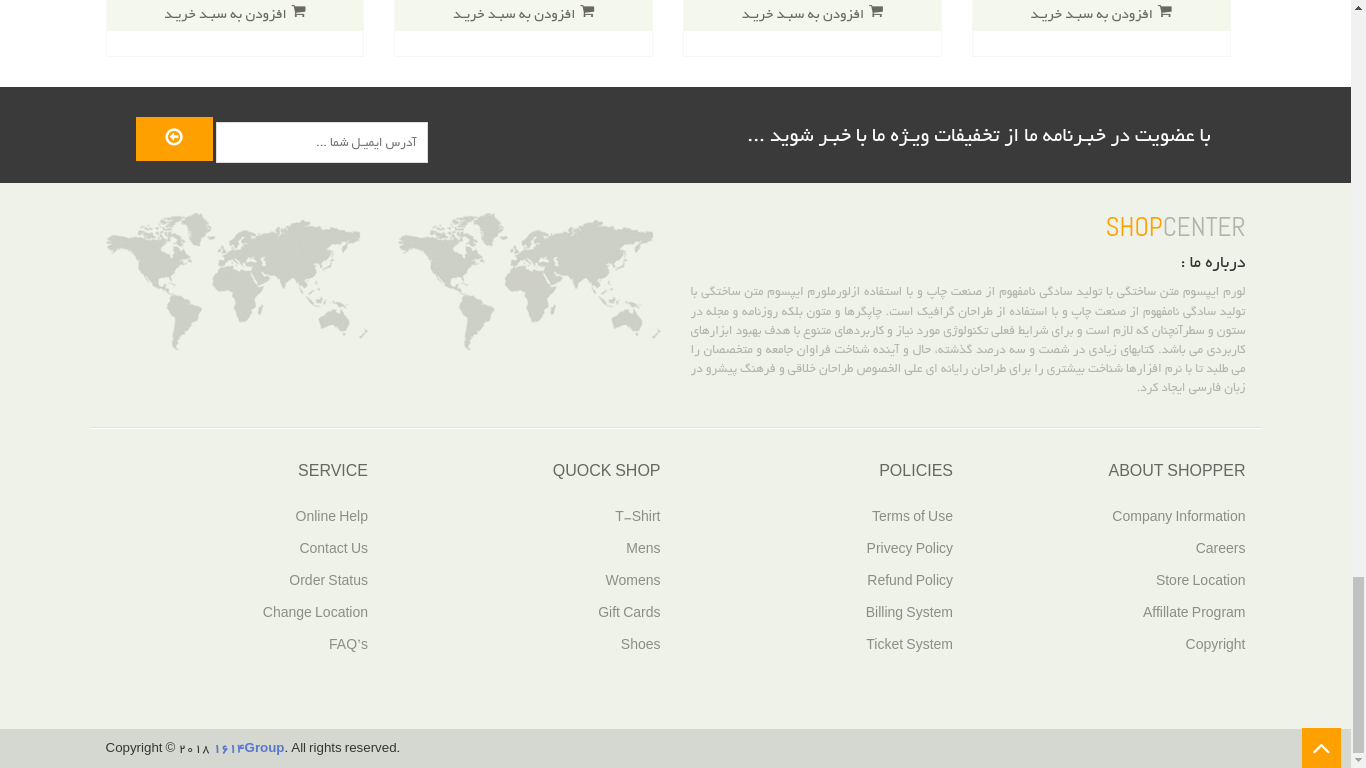 افزودن به سبد خرید
افزودن به سبد خرید
افزودن به سبد خرید
افزودن به سبد خرید
با عضویت در خبرنامه ما از تخفیفات ویژه ما با خبر شوید ...
آدرس ایمیل شما ...
SHOPCENTER
درباره ما :
لورم ایپسوم متن ساختگی با تولید سادگی نامفهوم از صنعت چاپ و با استفاده ازلورملورم ایپسوم متن ساختگی با
تولید سادگی نامفهوم از صنعت چاپ و با استفاده از طراحان گرافیک است. چاپگرها و متون بلکه روزنامه و مجله در
ستون و سطرآنچنان که لازم است و برای شرایط فعلی تکنولوژی مورد نیاز و کاربردهای متنوع با هدف بهبود ابزارهای
کاربردی می باشد. کتابهای زیادی در شصت و سه درصد گذشته، حال و آینده شناخت فراوان جامعه و متخصصان را
می طلبد تا با نرم افزارها شناخت بیشتری را برای طراحان رایانه ای علی الخصوص طراحان خلاقی و فرهنگ پیشرو در
زبان فارسی ایجاد کرد.
ABOUT SHOPPER
Company Information
Careers
Store Location
Affillate Program
Copyright
POLICIES
Terms of Use
Privecy Policy
Refund Policy
Billing System
Ticket System
QUOCK SHOP
T-Shirt
Mens
Womens
Gift Cards
Shoes
SERVICE
Online Help
Contact Us
Order Status
Change Location
FAQ's
Copyright © ۲۰۱۸ ۱۶۱۴Group. All rights reserved.